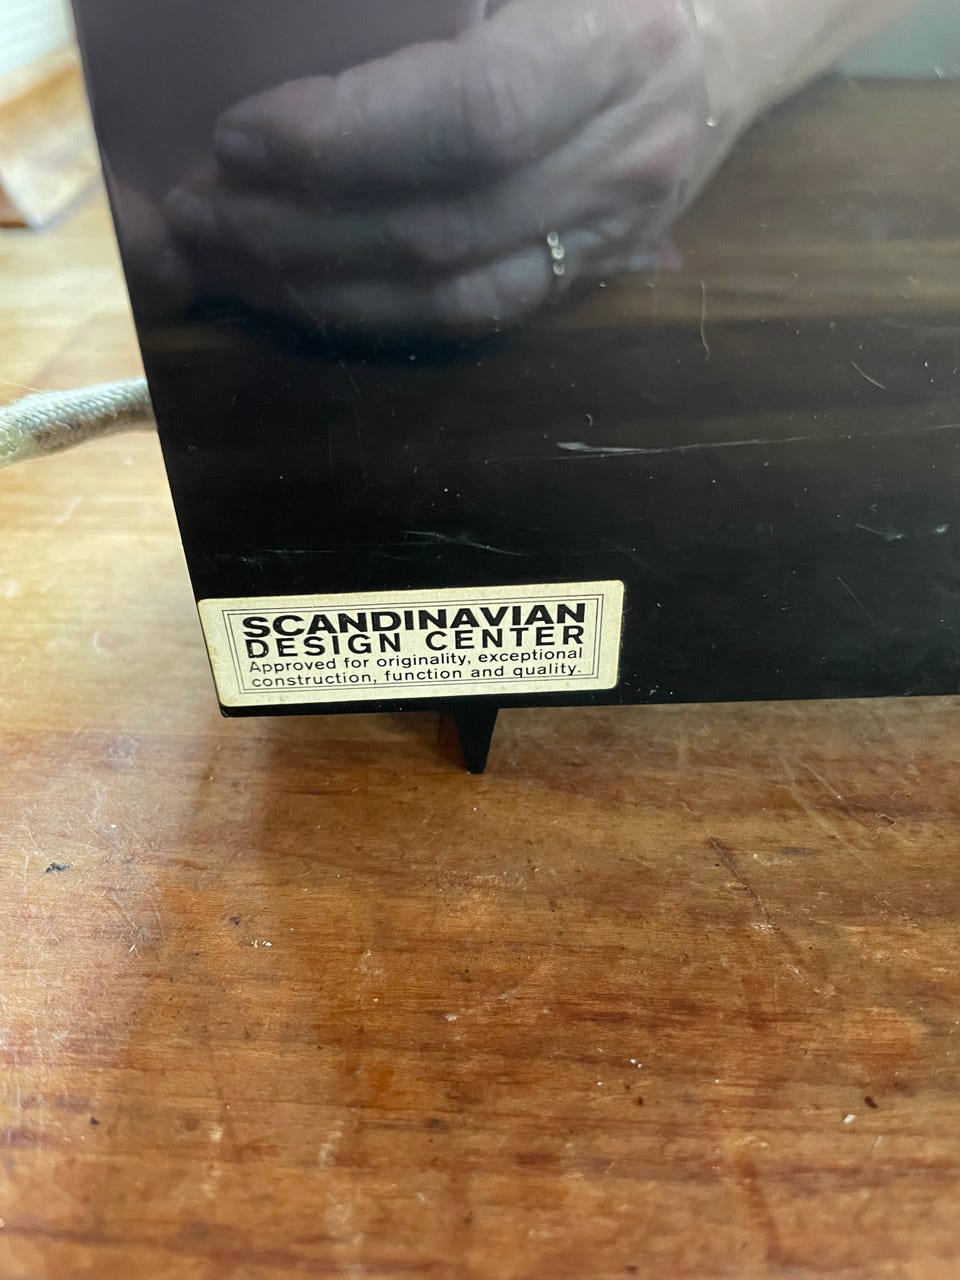 SCANDINAVIAN
DESIGN CENTER
Approved for originality, exceptional
construction, function and quality.